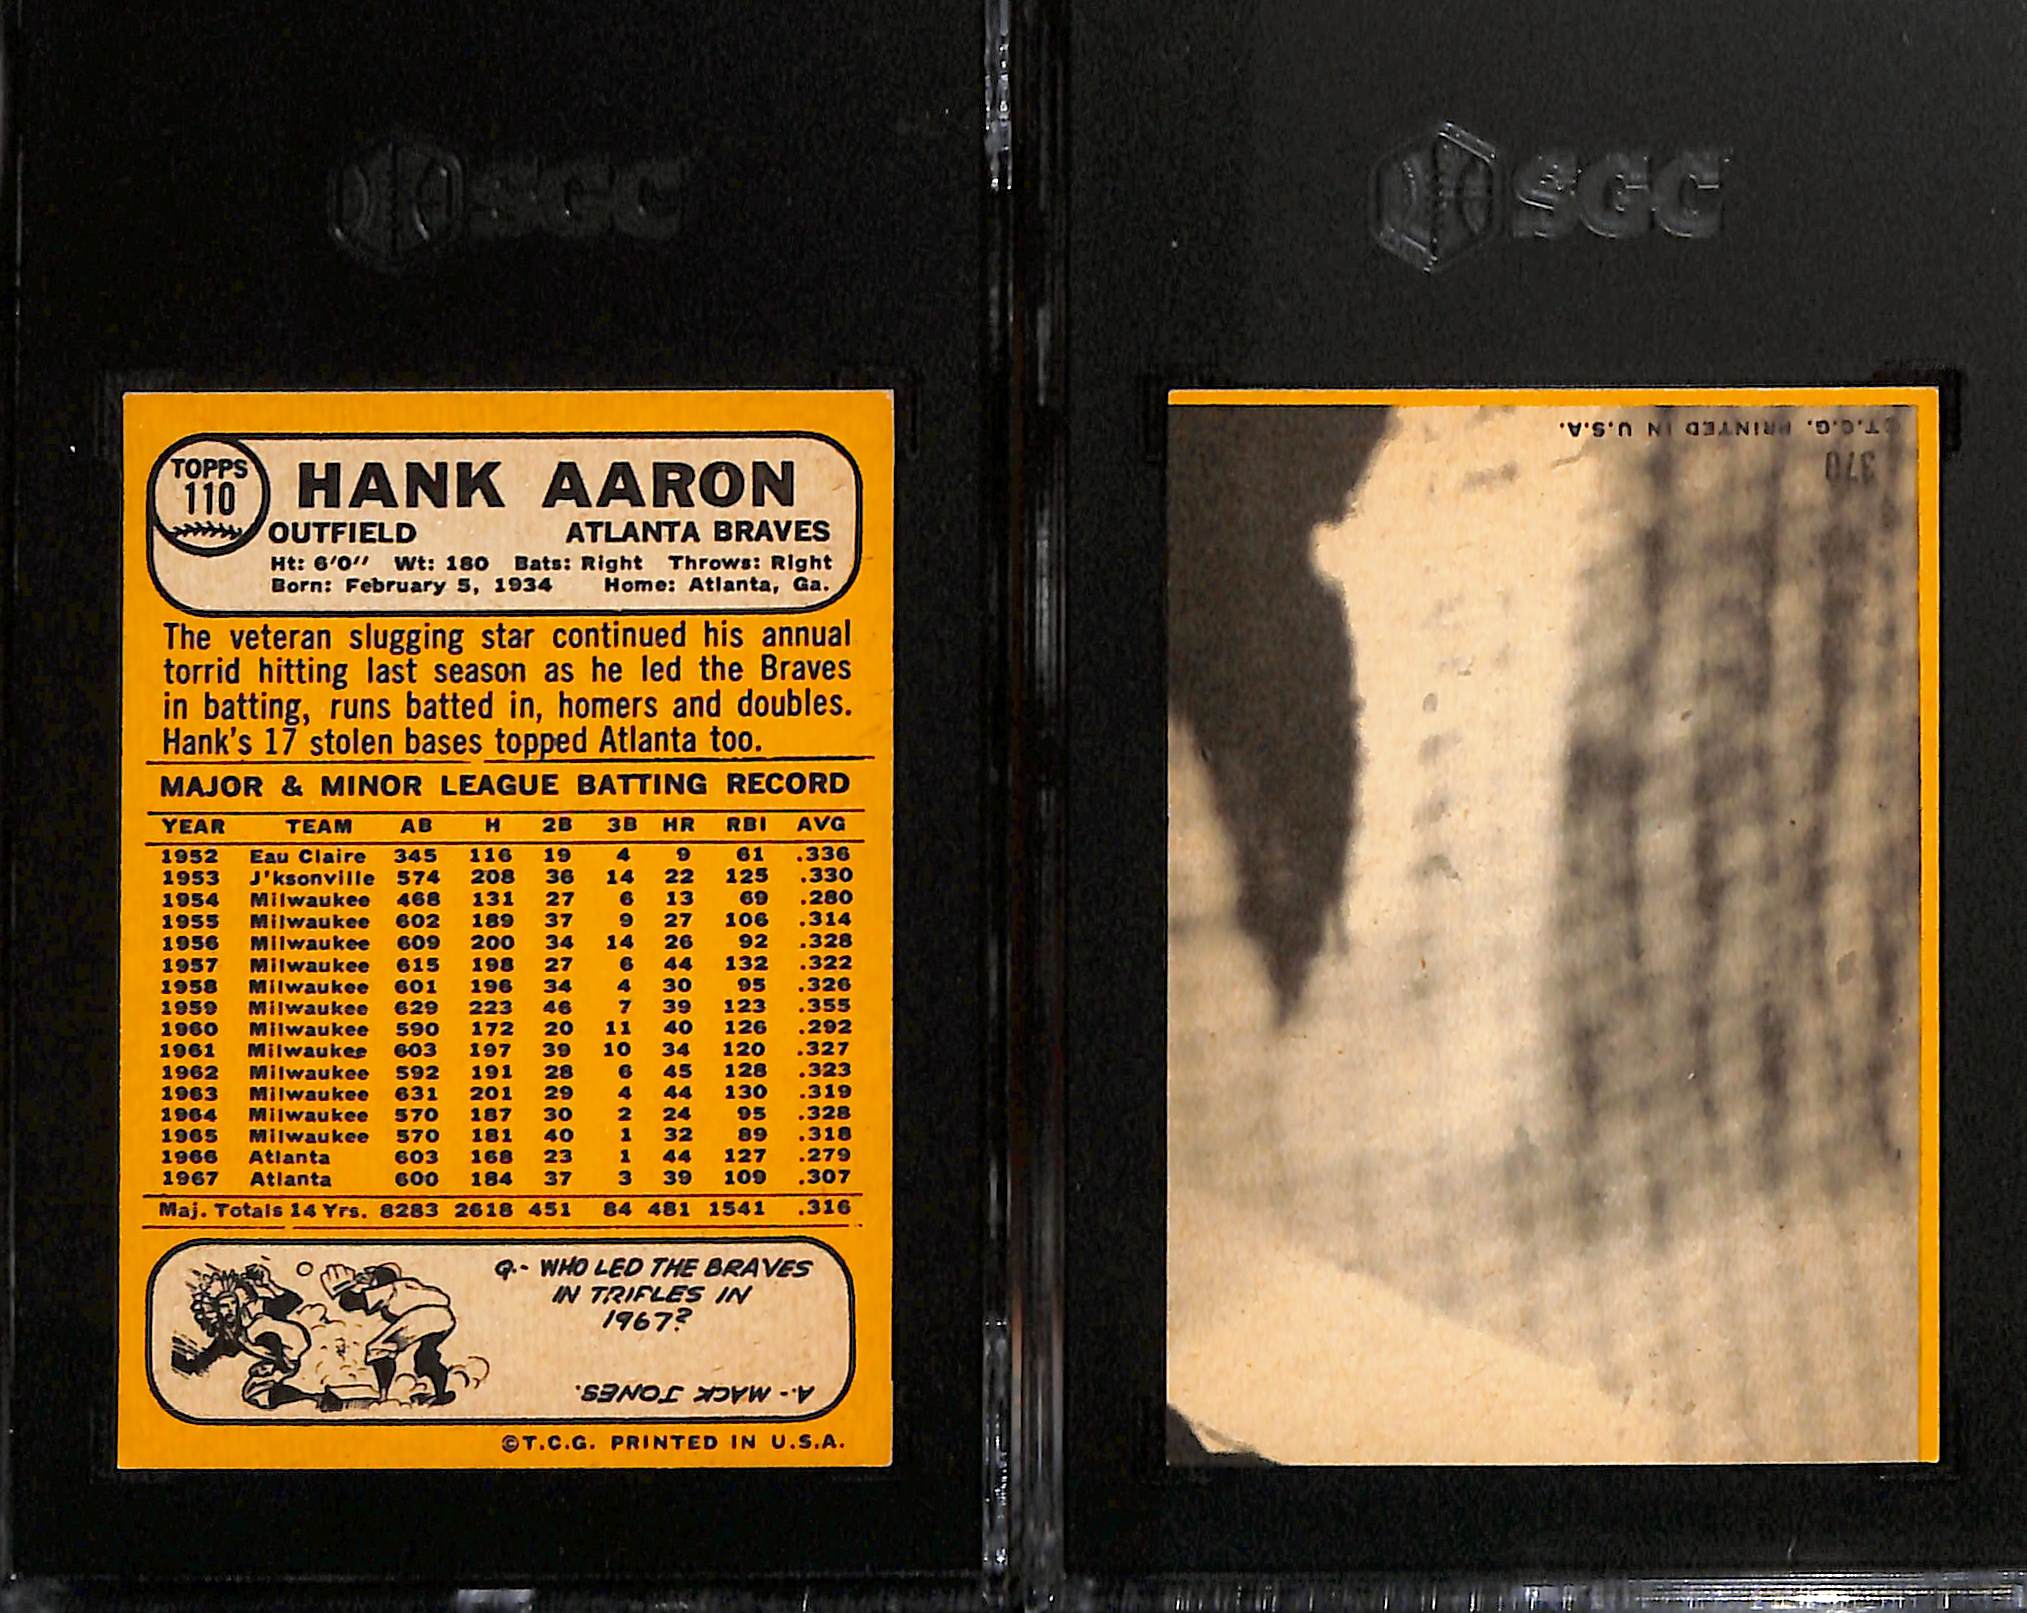 SGC
TOPPS
110
HANK AARON
OUTFIELD ATLANTA BRAVES
Ht: 6'0" Wt: 180 Bats: Right Throws: Right
Born: February 5, 1934 Home: Atlanta, Ga.
The veteran slugging star continued his annual
torrid hitting last season as he led the Braves
in batting, runs batted in, homers and doubles.
Hank's 17 stolen bases topped Atlanta too.
MAJOR & MINOR LEAGUE BATTING RECORD
YEAR TEAM AB H 2B 3B HR RBI AVG
1952 Eau Claire 345 116 19 4 9 61 .336
1953 J'ksonville 574 208 36 14 22 125 .330
1954 Milwaukee 468 131 27 6 13 69 .280
1955 Milwaukee 602 189 37 9 27 106 .314
1956 Milwaukee 609 200 34 14 26 92 .328
1957 Milwaukee 615 198 27 6 44 132 .322
1958 Milwaukee 601 196 34 4 30 95 .326
1959 Milwaukee 629 223 46 7 39 123 .355
1960 Milwaukee 590 172 20 11 40 126 .292
1961 Milwaukee 603 197 39 10 34 120 .327
1962 Milwaukee 592 191 28 6 45 128 .323
1963 Milwaukee 631 201 29 4 44 130 .319
1964 Milwaukee 570 187 30 2 24 95 .328
1965 Milwaukee 570 181 40 1 32 89 .318
1966 Atlanta 603 168 23 1 44 127 .279
1967 Atlanta 600 184 37 3 39 109 .307
Maj. Totals 14 Yrs. 8283 2618 451 84 481 1541 .316
Q.- WHO LED THE BRAVES
IN TRIPLES IN
1967?
A.- MACK JONES.
©T.C.G. PRINTED IN U.S.A.
SGC
©T.C.G. PRINTED IN U.S.A.
370